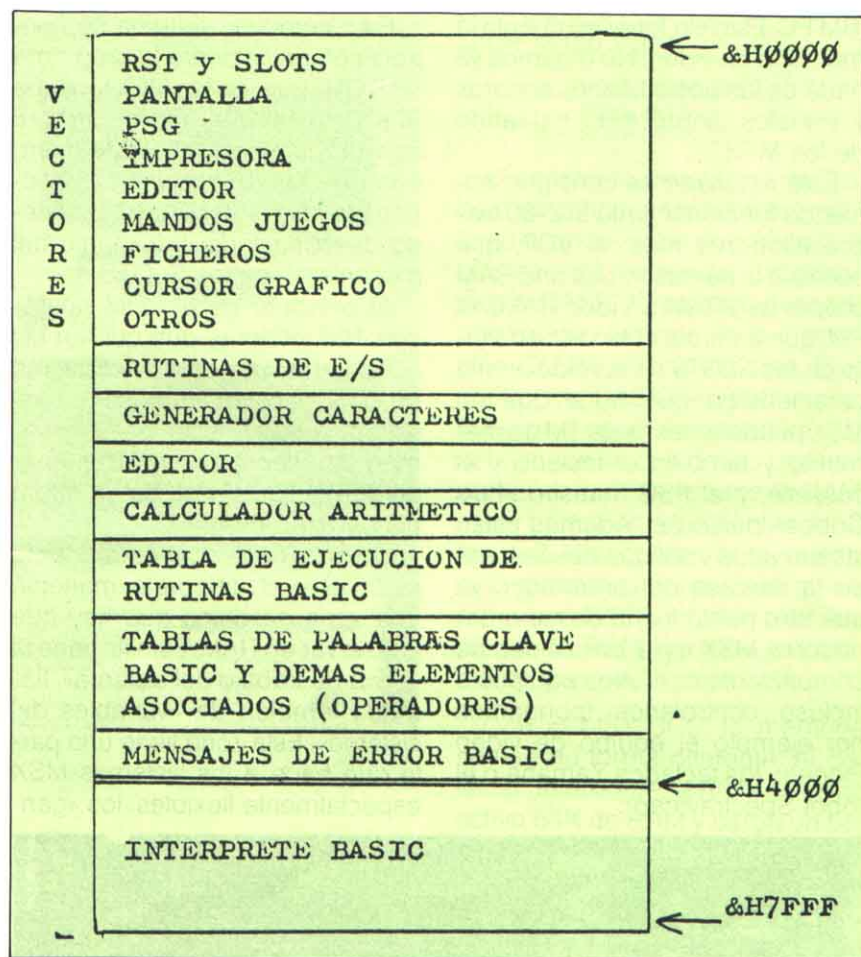 &HØØØØ
RST y SLOTS
V PANTALLA
E PSG
C IMPRESORA
T EDITOR
O MANDOS JUEGOS
R FICHEROS
E CURSOR GRAFICO
S OTROS
RUTINAS DE E/S
GENERADOR CARACTERES
EDITOR
CALCULADOR ARITMETICO
TABLA DE EJECUCION DE
RUTINAS BASIC
TABLAS DE PALABRAS CLAVE
BASIC Y DEMAS ELEMENTOS
ASOCIADOS (OPERADORES)
MENSAJES DE ERROR BASIC
&H4ØØØ
INTERPRETE BASIC
&H7FFF